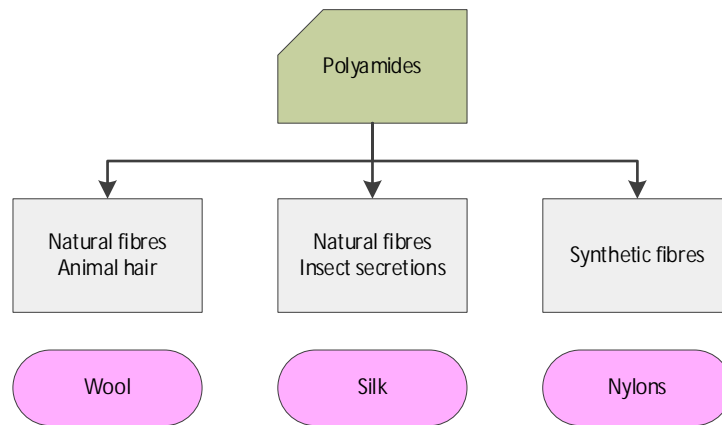 Polyamides
Natural fibres
Animal hair
Natural fibres
Insect secretions
Synthetic fibres
Wool
Silk
Nylons